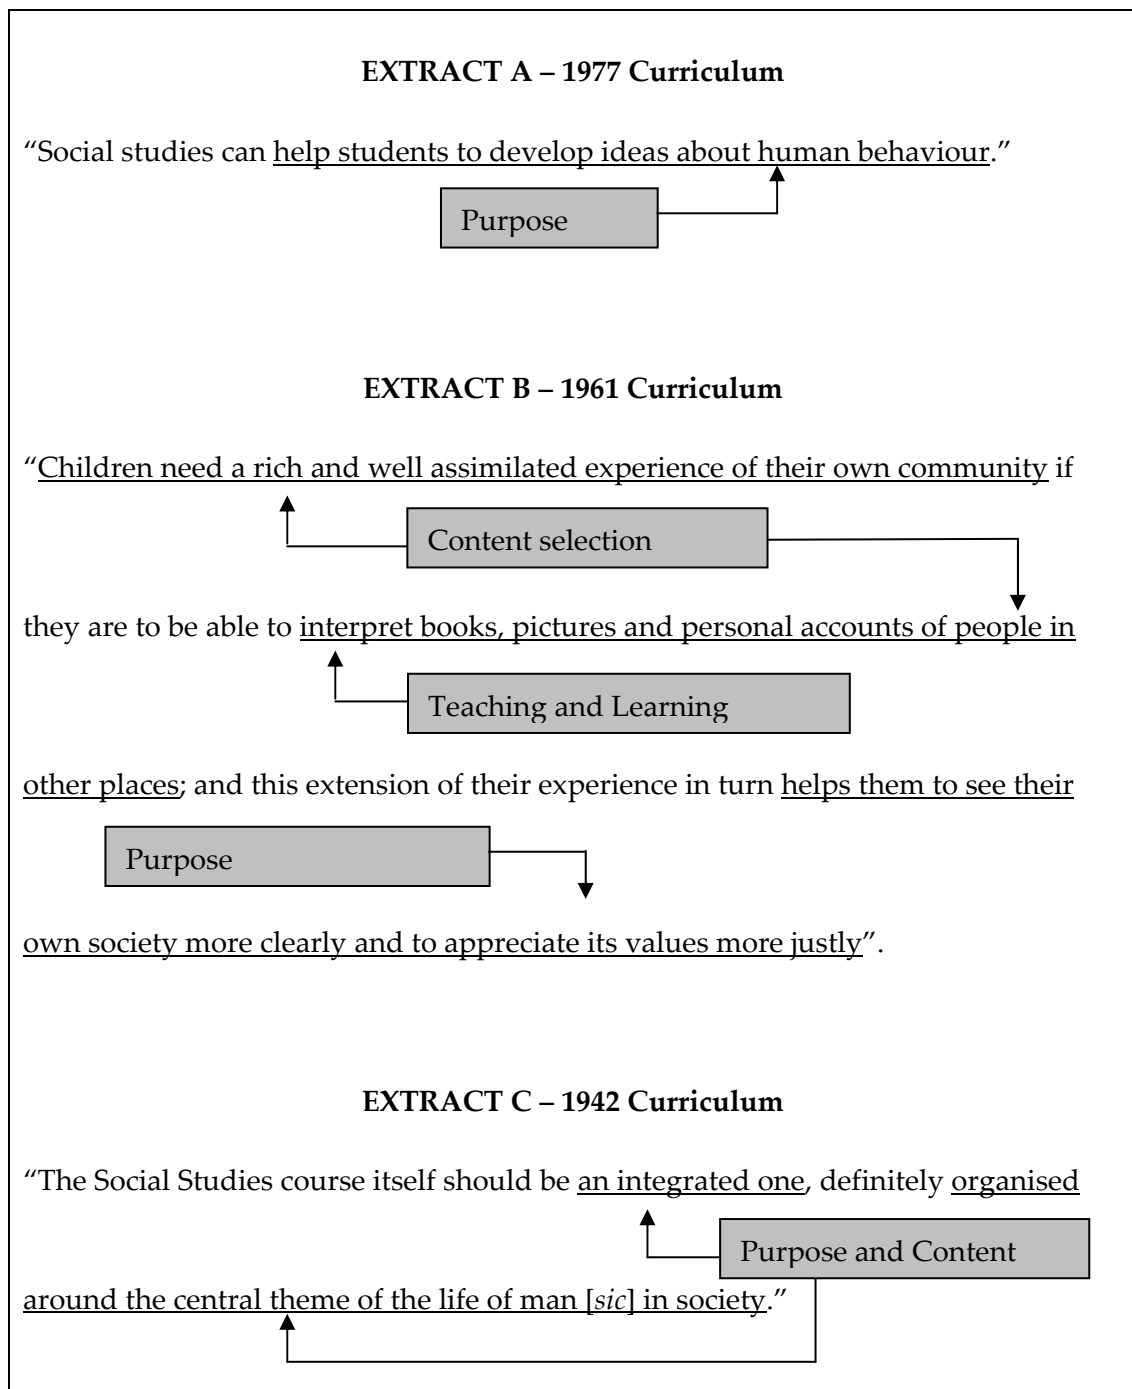 EXTRACT A – 1977 Curriculum
“Social studies can help students to develop ideas about human behaviour.”
Purpose
EXTRACT B – 1961 Curriculum
“Children need a rich and well assimilated experience of their own community if
Content selection
they are to be able to interpret books, pictures and personal accounts of people in
Teaching and Learning
other places; and this extension of their experience in turn helps them to see their
Purpose
own society more clearly and to appreciate its values more justly”.
EXTRACT C – 1942 Curriculum
“The Social Studies course itself should be an integrated one, definitely organised
Purpose and Content
around the central theme of the life of man [sic] in society.”